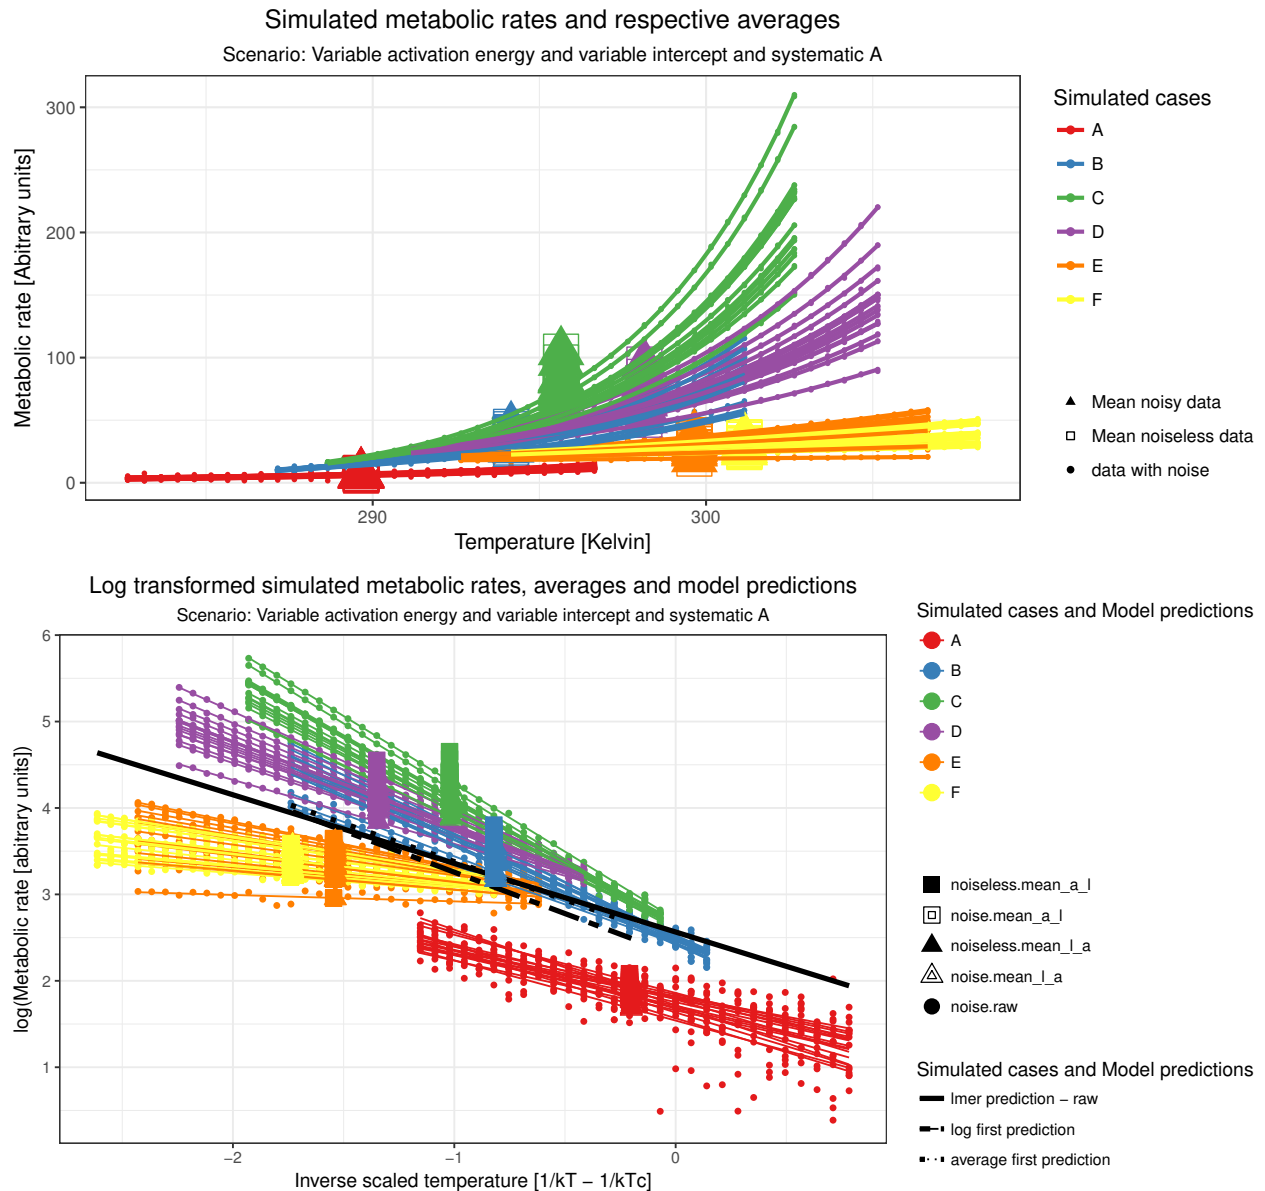 Simulated metabolic rates and respective averages
Scenario: Variable activation energy and variable intercept and systematic A
Metabolic rate [Abitrary units]
300
200
100
0
290
300
Temperature [Kelvin]
Simulated cases
A
B
C
D
E
F
Mean noisy data
Mean noiseless data
data with noise
Log transformed simulated metabolic rates, averages and model predictions
Scenario: Variable activation energy and variable intercept and systematic A
log(Metabolic rate [abitrary units])
6
5
4
3
2
1
−2
−1
0
Inverse scaled temperature [1/kT − 1/kTc]
Simulated cases and Model predictions
A
B
C
D
E
F
noiseless.mean_a_l
noise.mean_a_l
noiseless.mean_l_a
noise.mean_l_a
noise.raw
Simulated cases and Model predictions
lmer prediction − raw
log first prediction
average first prediction